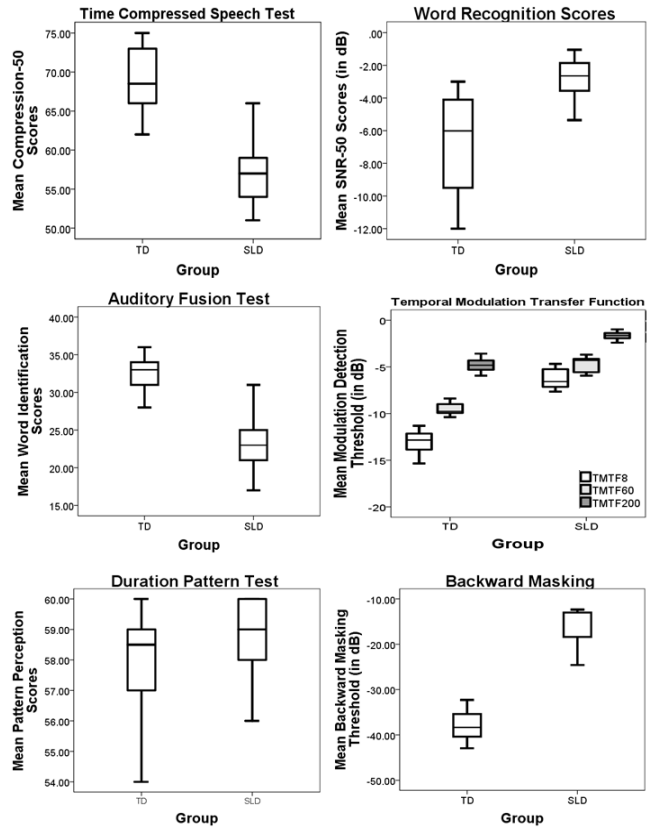 Time Compressed Speech Test
Mean Compression-50
Scores
75.00
70.00
65.00
60.00
55.00
50.00
TD
SLD
Group
Word Recognition Scores
Mean SNR-50 Scores (in dB)
.00
-2.00
-4.00
-6.00
-8.00
-10.00
-12.00
TD
SLD
Group
Auditory Fusion Test
Mean Word Identification
Scores
40.00
35.00
30.00
25.00
20.00
15.00
TD
SLD
Group
Temporal Modulation Transfer Function
Mean Modulation Detection
Threshold (in dB)
0
-5
-10
-15
-20
TMTF8
TMTF60
TMTF200
TD
SLD
Group
Duration Pattern Test
Mean Pattern Perception
Scores
60.00
59.00
58.00
57.00
56.00
55.00
54.00
TD
SLD
Group
Backward Masking
Mean Backward Masking
Threshold (in dB)
-10.00
-20.00
-30.00
-40.00
-50.00
TD
SLD
Group